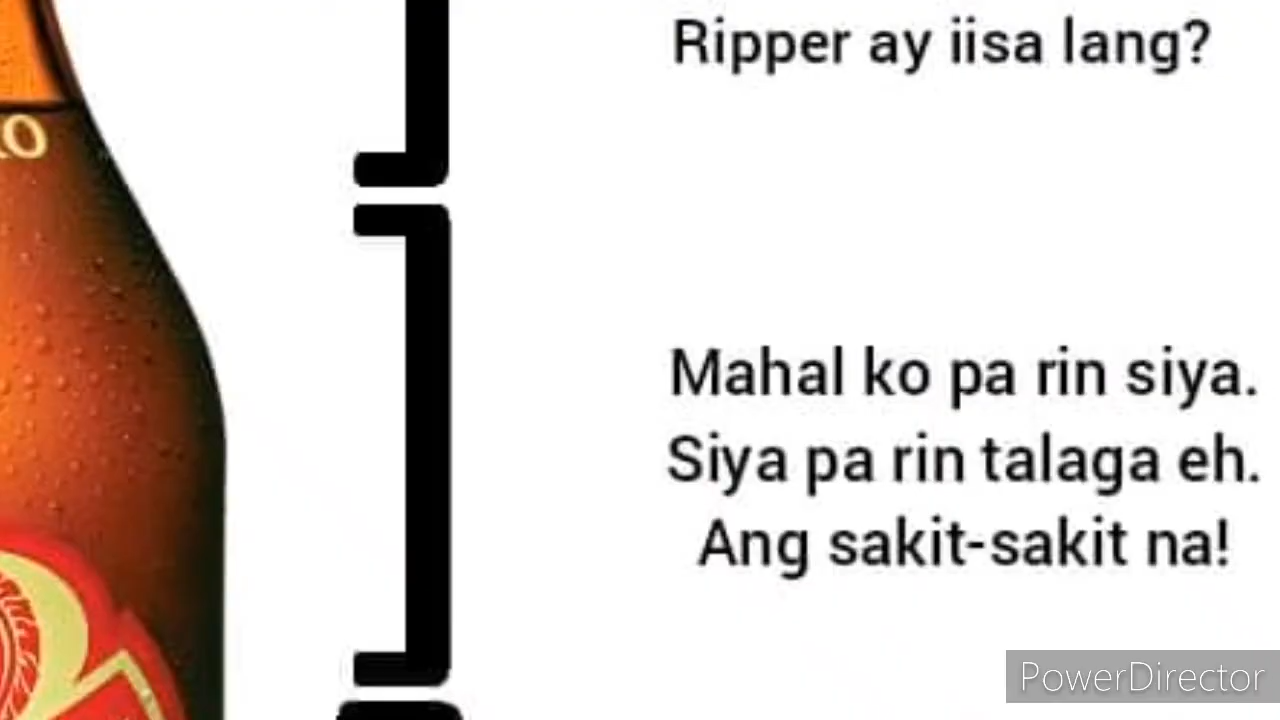 Ripper ay iisa lang?
Mahal ko pa rin siya.
Siya pa rin talaga eh.
Ang sakit-sakit na!
PowerDirector